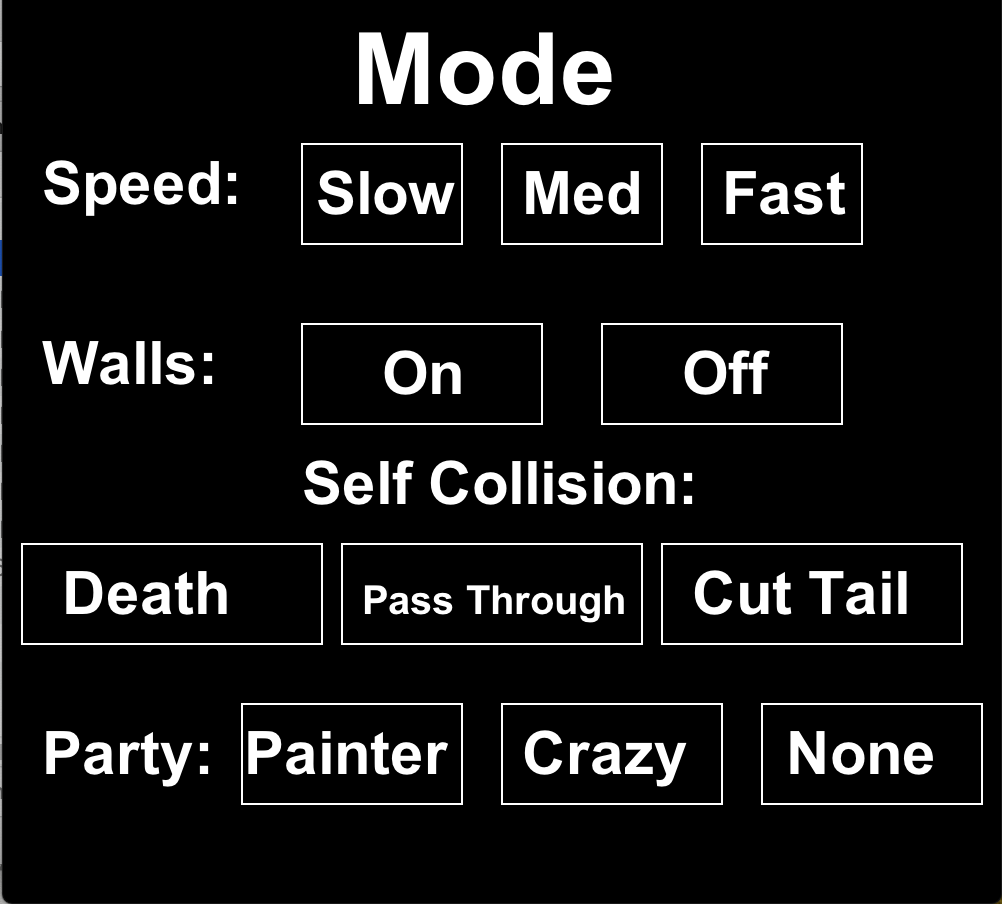 Mode
Speed: Slow Med Fast
Walls: On Off
Self Collision:
Death Pass Through Cut Tail
Party: Painter Crazy None